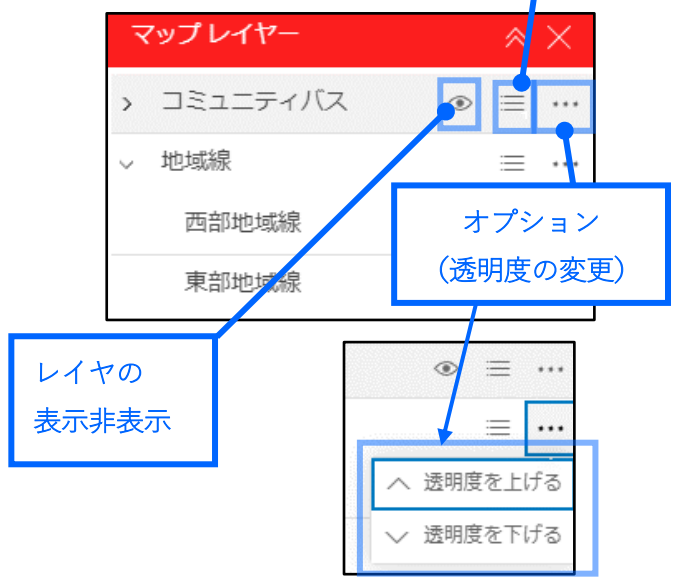 マップ レイヤー
コミュニティバス
地域線
西部地域線
東部地域線
オプション
（透明度の変更）
レイヤの
表示非表示
透明度を上げる
透明度を下げる